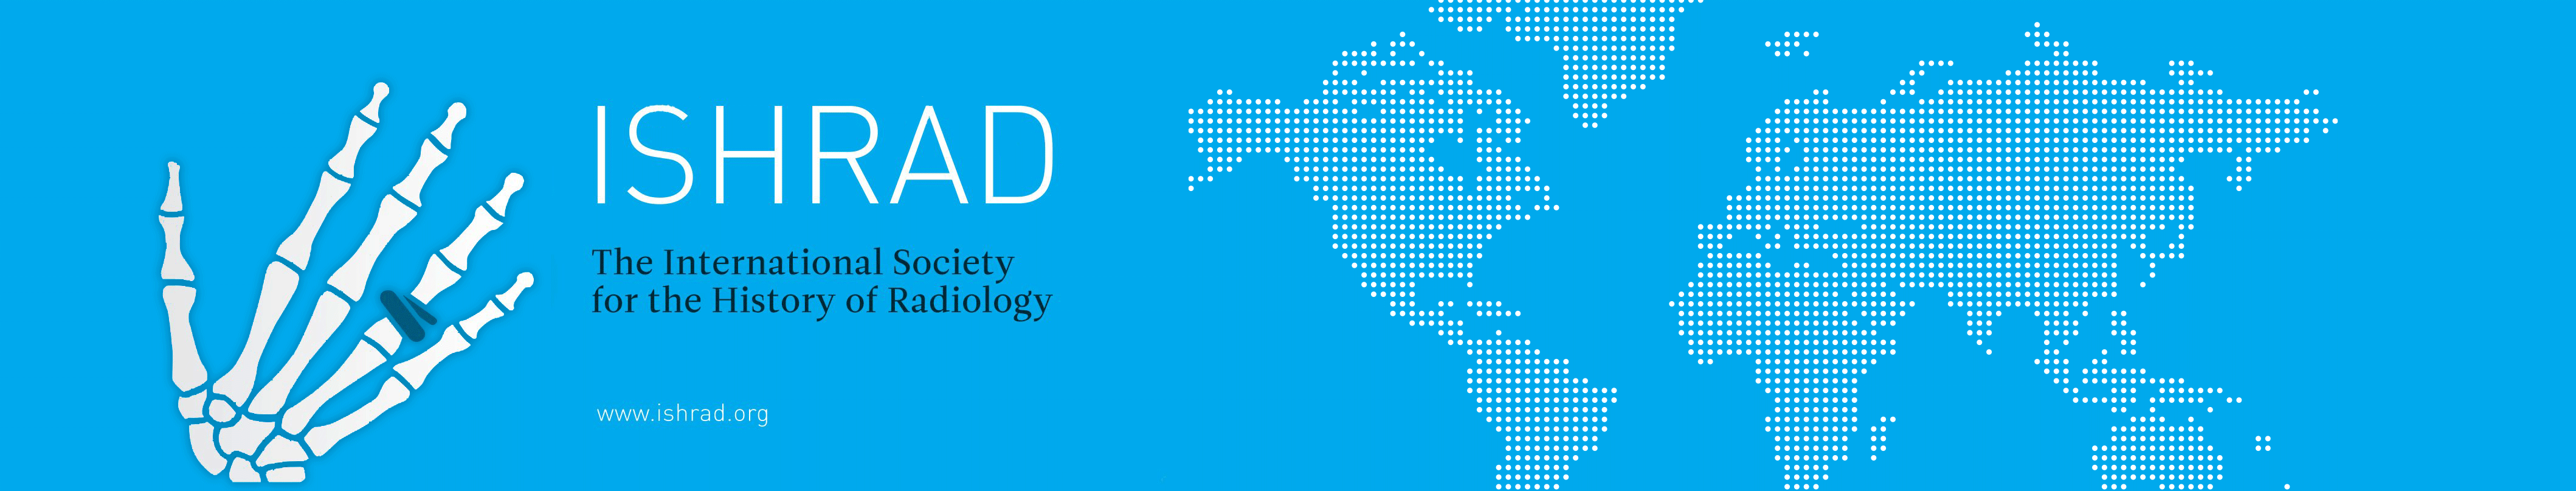 ISHRAD
The International Society
for the History of Radiology
www.ishrad.org